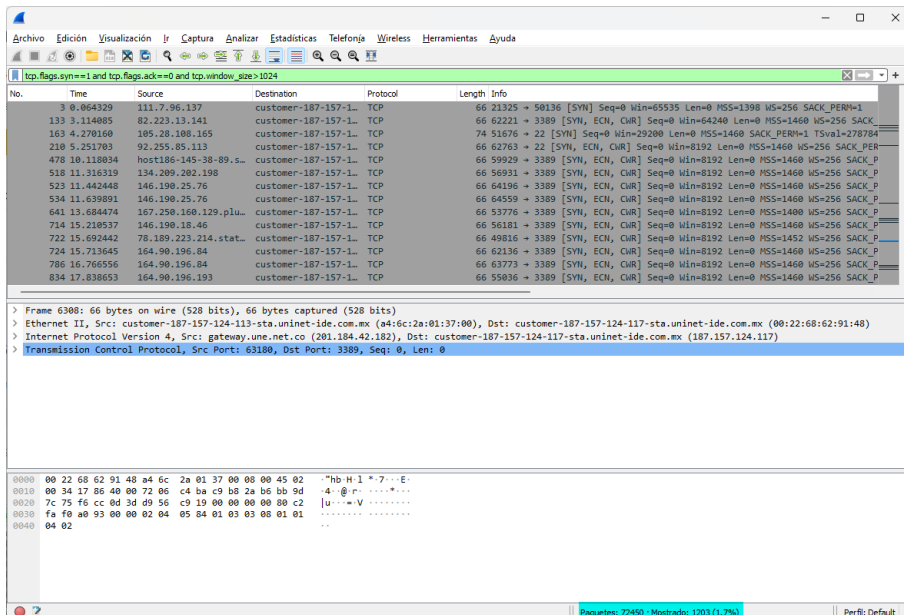 Archivo Edición Visualización Ir Captura Analizar Estadísticas Telefonía Wireless Herramientas Ayuda
tcp.flags.syn==1 and tcp.flags.ack==0 and tcp.window_size>1024
No. Time Source Destination Protocol Length Info
3 0.064329 111.7.96.137 customer-187-157-1… TCP 66 21325 → 50136 [SYN] Seq=0 Win=65535 Len=0 MSS=1398 WS=256 SACK_PERM=1
133 3.114085 82.223.13.141 customer-187-157-1… TCP 66 62221 → 3389 [SYN, ECN, CWR] Seq=0 Win=64240 Len=0 MSS=1460 WS=256 SACK_
163 4.270160 105.28.108.165 customer-187-157-1… TCP 74 51676 → 22 [SYN] Seq=0 Win=29200 Len=0 MSS=1460 SACK_PERM=1 TSval=278784
210 5.251703 92.255.85.113 customer-187-157-1… TCP 66 62763 → 22 [SYN, ECN, CWR] Seq=0 Win=8192 Len=0 MSS=1460 WS=256 SACK_PER
478 10.118034 host186-145-38-89.s… customer-187-157-1… TCP 66 59929 → 3389 [SYN, ECN, CWR] Seq=0 Win=8192 Len=0 MSS=1460 WS=256 SACK_P
518 11.316319 134.209.202.198 customer-187-157-1… TCP 66 56931 → 3389 [SYN, ECN, CWR] Seq=0 Win=8192 Len=0 MSS=1460 WS=256 SACK_P
523 11.442448 146.190.25.76 customer-187-157-1… TCP 66 64196 → 3389 [SYN, ECN, CWR] Seq=0 Win=8192 Len=0 MSS=1460 WS=256 SACK_P
534 11.639891 146.190.25.76 customer-187-157-1… TCP 66 64559 → 3389 [SYN, ECN, CWR] Seq=0 Win=8192 Len=0 MSS=1460 WS=256 SACK_P
641 13.684474 167.250.160.129.plu… customer-187-157-1… TCP 66 53776 → 3389 [SYN, ECN, CWR] Seq=0 Win=8192 Len=0 MSS=1400 WS=256 SACK_P
714 15.210537 146.190.18.46 customer-187-157-1… TCP 66 56181 → 3389 [SYN, ECN, CWR] Seq=0 Win=8192 Len=0 MSS=1460 WS=256 SACK_P
722 15.692442 78.189.223.214.stat… customer-187-157-1… TCP 66 49816 → 3389 [SYN, ECN, CWR] Seq=0 Win=8192 Len=0 MSS=1452 WS=256 SACK_P
724 15.713645 164.90.196.84 customer-187-157-1… TCP 66 62136 → 3389 [SYN, ECN, CWR] Seq=0 Win=8192 Len=0 MSS=1460 WS=256 SACK_P
786 16.766556 164.90.196.84 customer-187-157-1… TCP 66 63773 → 3389 [SYN, ECN, CWR] Seq=0 Win=8192 Len=0 MSS=1460 WS=256 SACK_P
834 17.838653 164.90.196.193 customer-187-157-1… TCP 66 55036 → 3389 [SYN, ECN, CWR] Seq=0 Win=8192 Len=0 MSS=1460 WS=256 SACK_P
Frame 6308: 66 bytes on wire (528 bits), 66 bytes captured (528 bits)
Ethernet II, Src: customer-187-157-124-113-sta.uninet-ide.com.mx (a4:6c:2a:01:37:00), Dst: customer-187-157-124-117-sta.uninet-ide.com.mx (00:22:68:62:91:48)
Internet Protocol Version 4, Src: gateway.une.net.co (201.184.42.182), Dst: customer-187-157-124-117-sta.uninet-ide.com.mx (187.157.124.117)
Transmission Control Protocol, Src Port: 63180, Dst Port: 3389, Seq: 0, Len: 0
0000 00 22 68 62 91 48 a4 6c 2a 01 37 00 08 00 45 02 ·"hb·H·l *·7···E·
0010 00 34 17 86 40 00 72 06 c4 ba c9 b8 2a b6 bb 9d ·4··@·r· ····*···
0020 7c 75 f6 cc 0d 3d d9 56 c9 19 00 00 00 00 80 c2 |u···=·V ········
0030 fa f0 a0 93 00 00 02 04 05 84 01 03 03 08 01 01 ········ ········
0040 04 02 ··
Paquetes: 72450 · Mostrado: 1203 (1.7%) Perfil: Default